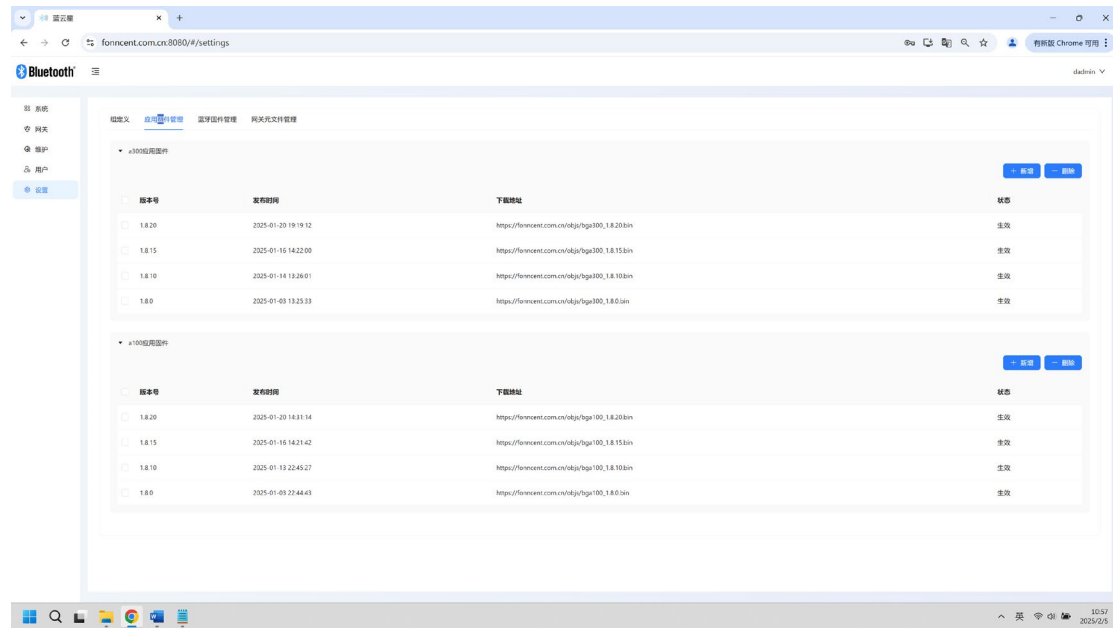 蓝云星
fonncent.com.cn:8080/#/settings
有新版 Chrome 可用
Bluetooth
dadmin
系统
网关
维护
用户
设置
组定义 应用固件管理 蓝牙固件管理 网关元文件管理
a300应用固件
+ 新增 — 删除
版本号 发布时间 下载地址 状态
1.8.20 2025-01-20 19:19:12 https://fonncent.com.cn/objs/bga300_1.8.20.bin 生效
1.8.15 2025-01-16 14:22:00 https://fonncent.com.cn/objs/bga300_1.8.15.bin 生效
1.8.10 2025-01-14 13:26:01 https://fonncent.com.cn/objs/bga300_1.8.10.bin 生效
1.8.0 2025-01-03 13:25:33 https://fonncent.com.cn/objs/bga300_1.8.0.bin 生效
a100应用固件
+ 新增 — 删除
版本号 发布时间 下载地址 状态
1.8.20 2025-01-20 14:31:14 https://fonncent.com.cn/objs/bga100_1.8.20.bin 生效
1.8.15 2025-01-16 14:21:42 https://fonncent.com.cn/objs/bga100_1.8.15.bin 生效
1.8.10 2025-01-13 22:45:27 https://fonncent.com.cn/objs/bga100_1.8.10.bin 生效
1.8.0 2025-01-03 22:44:43 https://fonncent.com.cn/objs/bga100_1.8.0.bin 生效
英
10:57
2025/2/5